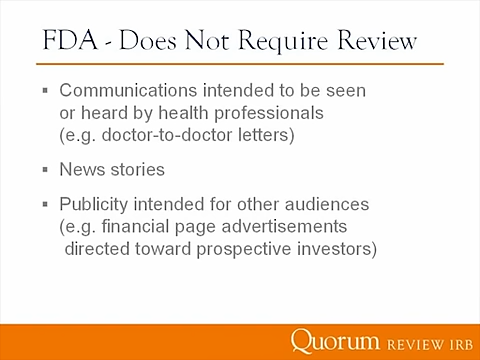 FDA - Does Not Require Review
▪ Communications intended to be seen
or heard by health professionals
(e.g. doctor-to-doctor letters)
▪ News stories
▪ Publicity intended for other audiences
(e.g. financial page advertisements
directed toward prospective investors)
Quorum REVIEW IRB